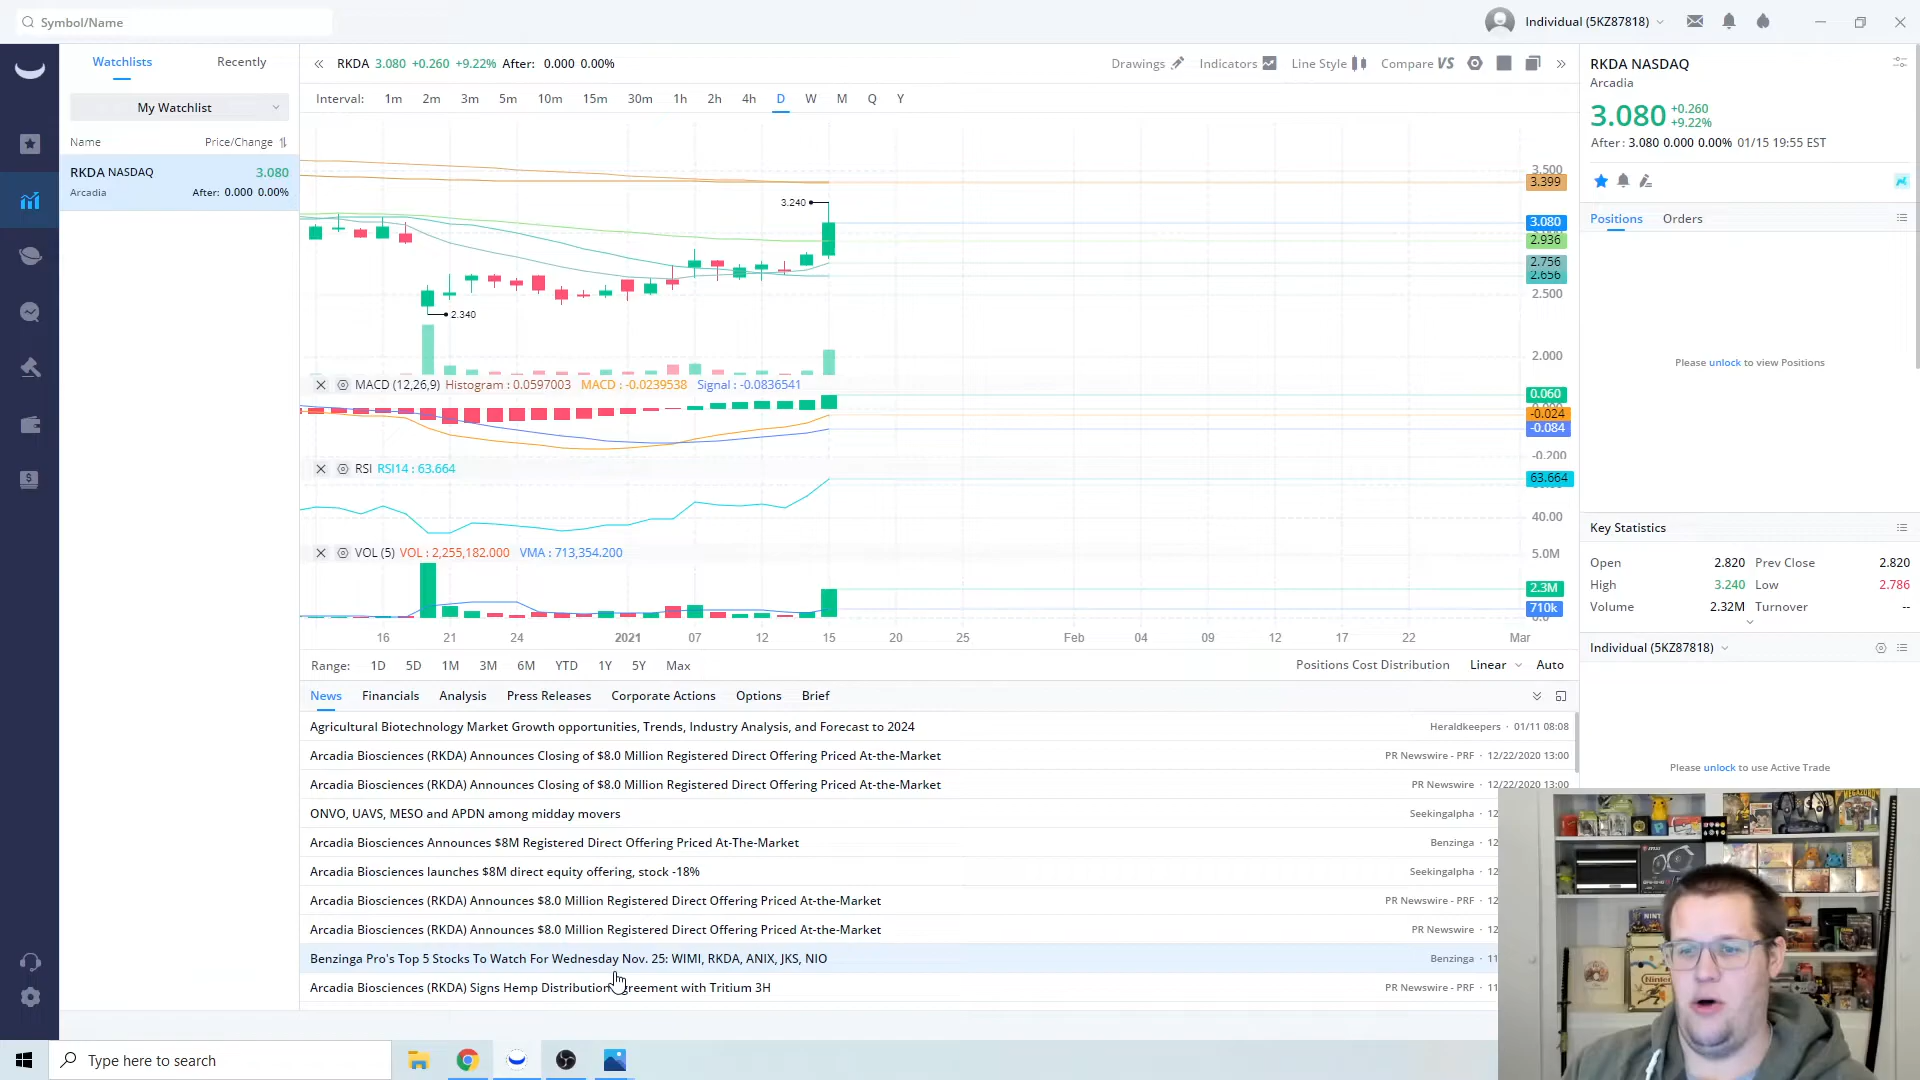 Symbol/Name
Individual (5KZ87818)
Watchlists Recently
My Watchlist
Name Price/Change
RKDA NASDAQ 3.080
Arcadia After: 0.000 0.00%
RKDA 3.080 +0.260 +9.22% After: 0.000 0.00%
Drawings Indicators Line Style Compare VS
Interval: 1m 2m 3m 5m 10m 15m 30m 1h 2h 4h D W M Q Y
3.500
3.399
3.240
3.080
2.936
2.756
2.656
2.500
2.340
2.000
MACD (12,26,9) Histogram : 0.0597003 MACD : -0.0239538 Signal : -0.0836541
0.060
-0.024
-0.084
-0.200
RSI RSI14 : 63.664
63.664
40.00
VOL (5) VOL : 2,255,182.000 VMA : 713,354.200
5.0M
2.3M
710k
0.0
16 21 24 2021 07 12 15 20 25 Feb 04 09 12 17 22 Mar
Range: 1D 5D 1M 3M 6M YTD 1Y 5Y Max
Positions Cost Distribution Linear Auto
News Financials Analysis Press Releases Corporate Actions Options Brief
Agricultural Biotechnology Market Growth opportunities, Trends, Industry Analysis, and Forecast to 2024 Heraldkeepers · 01/11 08:08
Arcadia Biosciences (RKDA) Announces Closing of $8.0 Million Registered Direct Offering Priced At-the-Market PR Newswire - PRF · 12/22/2020 13:00
Arcadia Biosciences (RKDA) Announces Closing of $8.0 Million Registered Direct Offering Priced At-the-Market PR Newswire · 12/22/2020 13:00
ONVO, UAVS, MESO and APDN among midday movers Seekingalpha · 12
Arcadia Biosciences Announces $8M Registered Direct Offering Priced At-The-Market Benzinga · 12
Arcadia Biosciences launches $8M direct equity offering, stock -18% Seekingalpha · 12
Arcadia Biosciences (RKDA) Announces $8.0 Million Registered Direct Offering Priced At-the-Market PR Newswire - PRF · 12
Arcadia Biosciences (RKDA) Announces $8.0 Million Registered Direct Offering Priced At-the-Market PR Newswire · 12
Benzinga Pro's Top 5 Stocks To Watch For Wednesday Nov. 25: WIMI, RKDA, ANIX, JKS, NIO Benzinga · 11
Arcadia Biosciences (RKDA) Signs Hemp Distribution Agreement with Tritium 3H PR Newswire - PRF · 11
RKDA NASDAQ
Arcadia
3.080 +0.260
+9.22%
After: 3.080 0.000 0.00% 01/15 19:55 EST
Positions Orders
Please unlock to view Positions
Key Statistics
Open 2.820 Prev Close 2.820
High 3.240 Low 2.786
Volume 2.32M Turnover --
Individual (5KZ87818)
Please unlock to use Active Trade
Type here to search